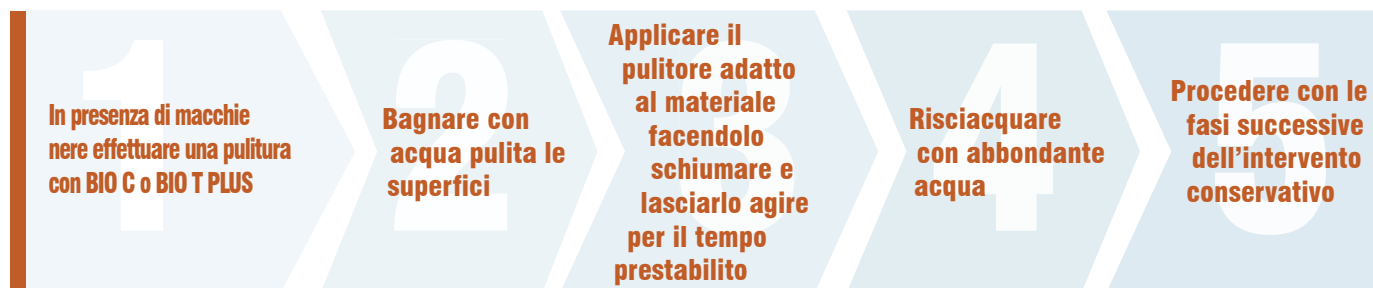 1
In presenza di macchie
nere effettuare una pulitura
con BIO C o BIO T PLUS
2
Bagnare con
acqua pulita le
superfici
3
Applicare il
pulitore adatto
al materiale
facendolo
schiumare e
lasciarlo agire
per il tempo
prestabilito
4
Risciacquare
con abbondante
acqua
5
Procedere con le
fasi successive
dell’intervento
conservativo